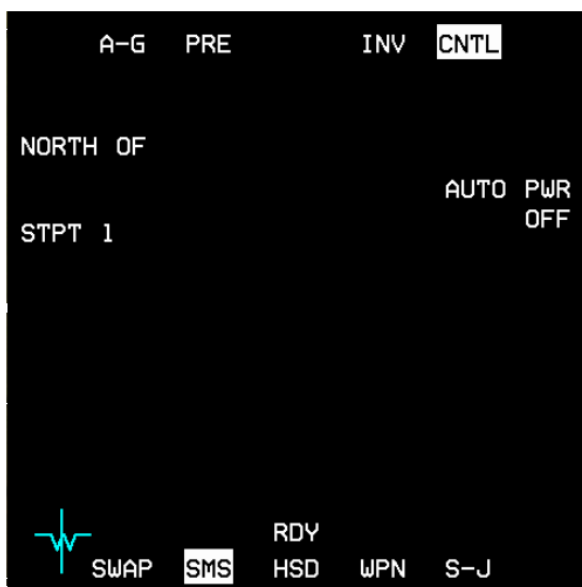 A-G PRE INV CNTL
NORTH OF
AUTO PWR
OFF
STPT 1
RDY
SWAP SMS HSD WPN S-J